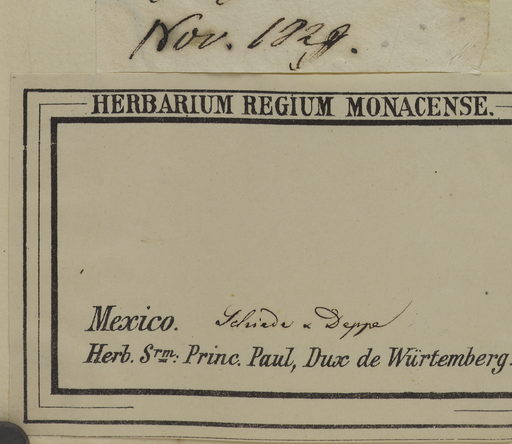 Nov. 1829.
HERBARIUM REGIUM MONACENSE.
Mexico. Schiede & Deppe
Herb. Srm: Princ. Paul, Dux de Würtemberg.